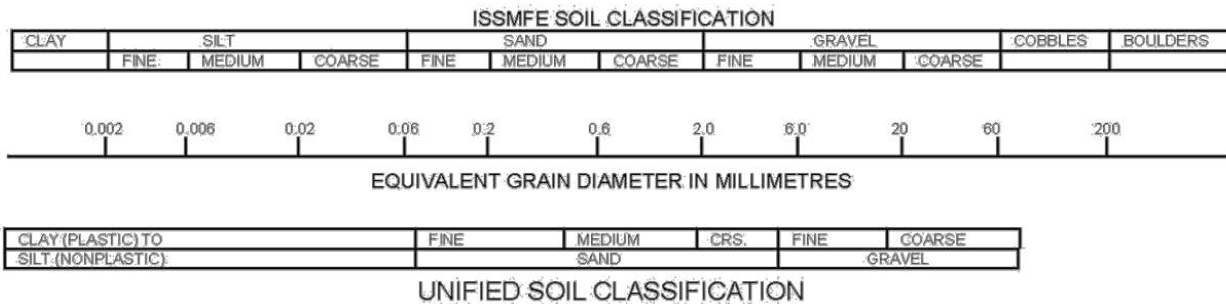 ISSMFE SOIL CLASSIFICATION
CLAY SILT SAND GRAVEL COBBLES BOULDERS
FINE MEDIUM COARSE FINE MEDIUM COARSE FINE MEDIUM COARSE
0.002 0.006 0.02 0.06 0.2 0.6 2.0 6.0 20 60 200
EQUIVALENT GRAIN DIAMETER IN MILLIMETRES
CLAY (PLASTIC) TO FINE MEDIUM CRS. FINE COARSE
SILT (NONPLASTIC) SAND GRAVEL
UNIFIED SOIL CLASSIFICATION